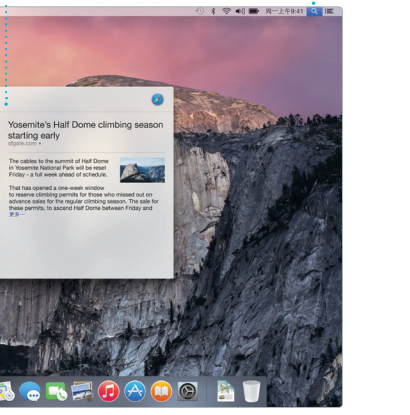 周一上午9:41
Yosemite's Half Dome climbing season
starting early
sfgate.com •
The cables to the summit of Half Dome
in Yosemite National Park will be reset
Friday - a full week ahead of schedule.
That has opened a one-week window
to reserve climbing permits for those who missed out on
advance sales for the regular climbing season. The sale for
these permits, to ascend Half Dome between Friday and
更多…